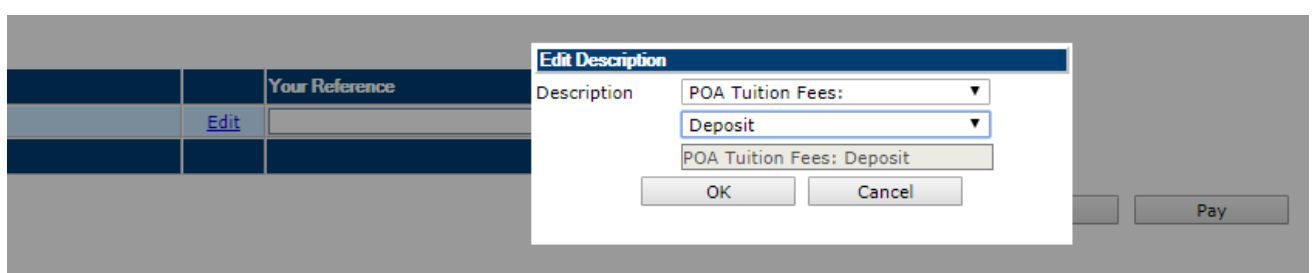 Edit Description
Your Reference
Description POA Tuition Fees:
Edit
Deposit
POA Tuition Fees: Deposit
OK Cancel
Pay